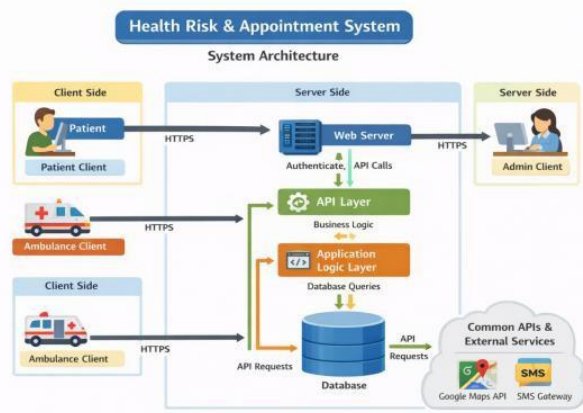 Health Risk & Appointment System
System Architecture
Client Side
Server Side
Server Side
Patient
HTTPS
Web Server
HTTPS
Patient Client
Admin Client
Authenticate,
API Calls
API Layer
HTTPS
Business Logic
Ambulance Client
Application
Logic Layer
Client Side
Database Queries
Common APIs &
External Services
API
Requests
HTTPS
API Requests
Ambulance Client
Database
G
SMS
Google Maps API
SMS Gateway